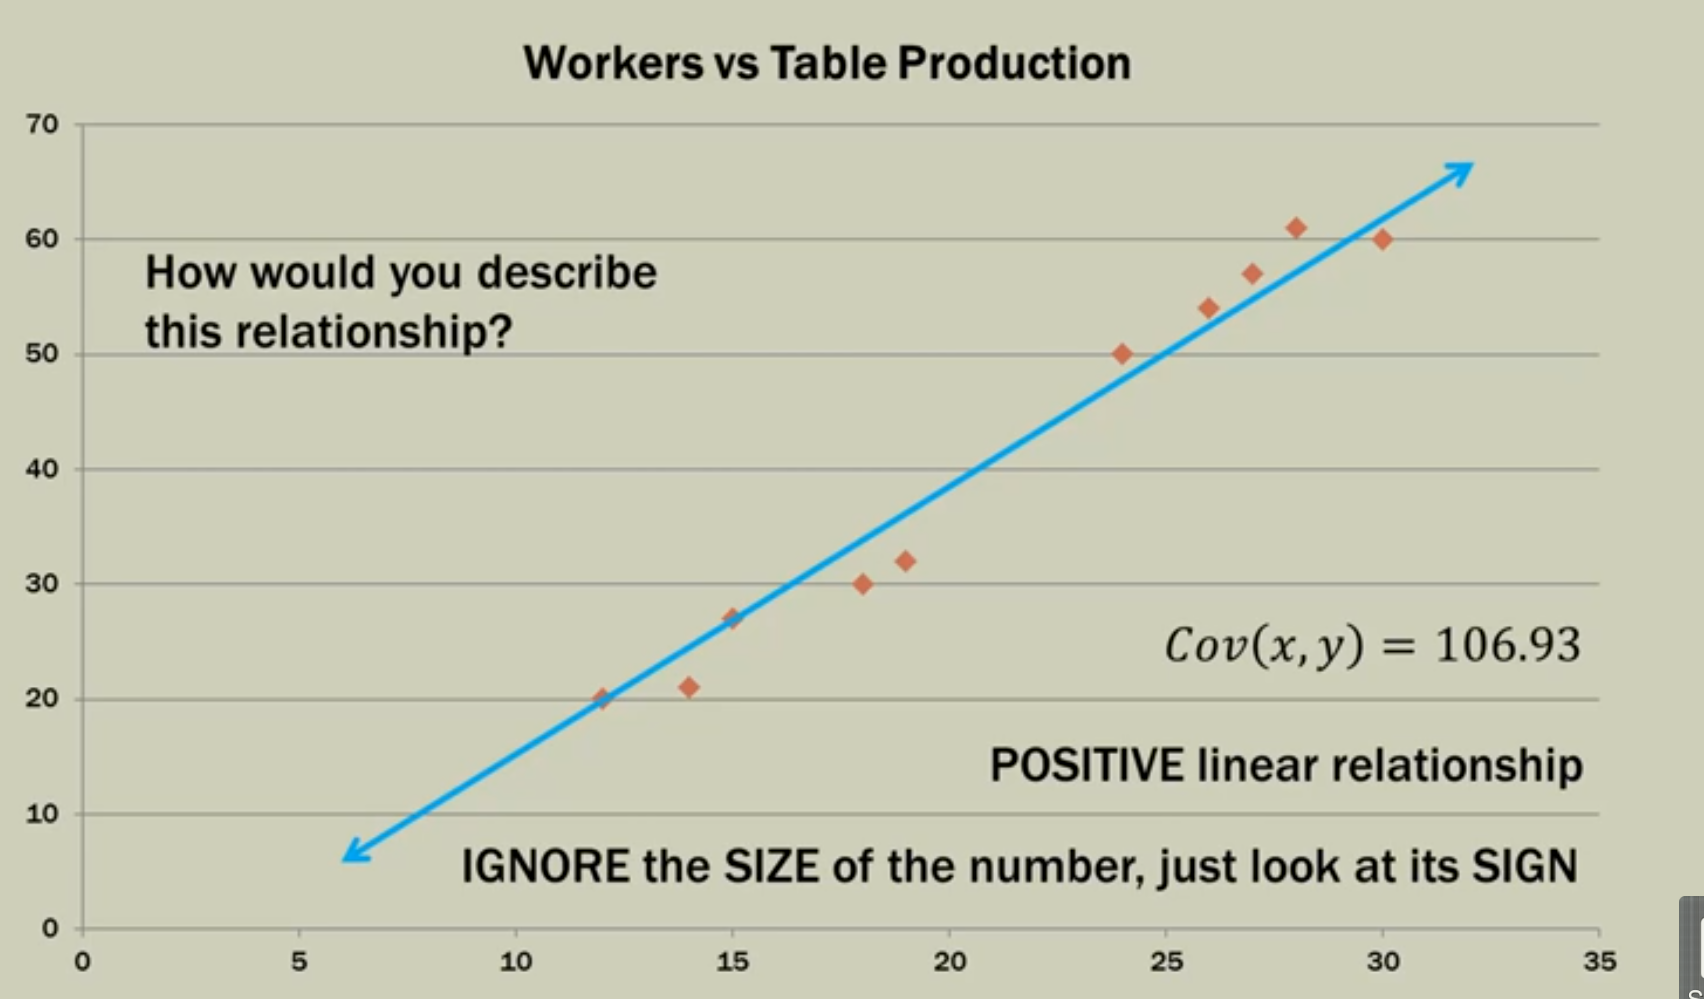 Workers vs Table Production
70
60
How would you describe
this relationship?
50
40
30
Cov(x, y) = 106.93
20
POSITIVE linear relationship
10
IGNORE the SIZE of the number, just look at its SIGN
0
0 5 10 15 20 25 30 35